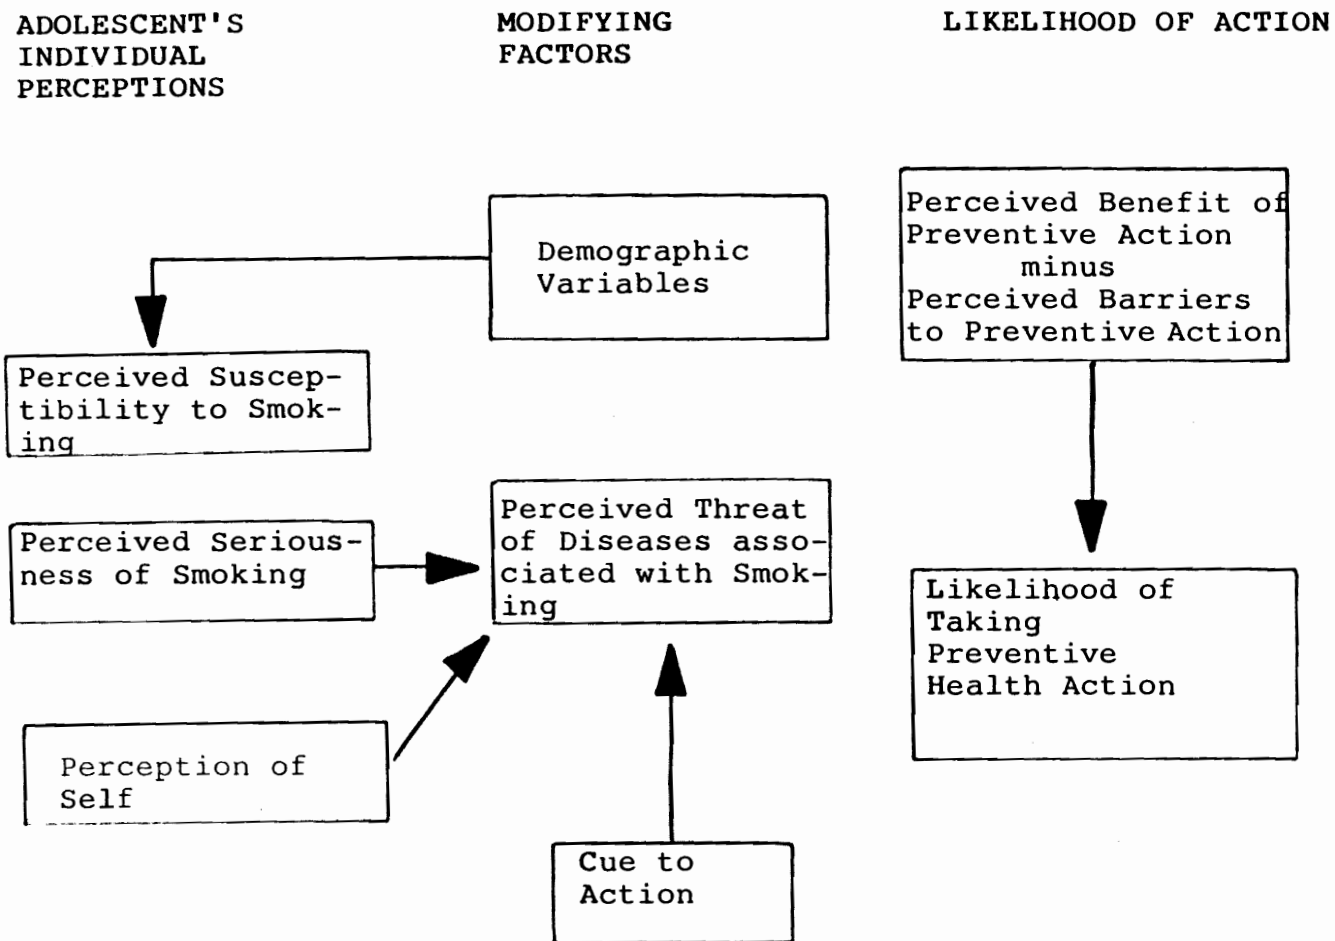 ADOLESCENT'S
INDIVIDUAL
PERCEPTIONS
MODIFYING
FACTORS
LIKELIHOOD OF ACTION
Demographic
Variables
Perceived Benefit of
Preventive Action
minus
Perceived Barriers
to Preventive Action
Perceived Suscep-
tibility to Smok-
ing
Perceived Serious-
ness of Smoking
Perceived Threat
of Diseases asso-
ciated with Smok-
ing
Likelihood of
Taking
Preventive
Health Action
Perception of
Self
Cue to
Action